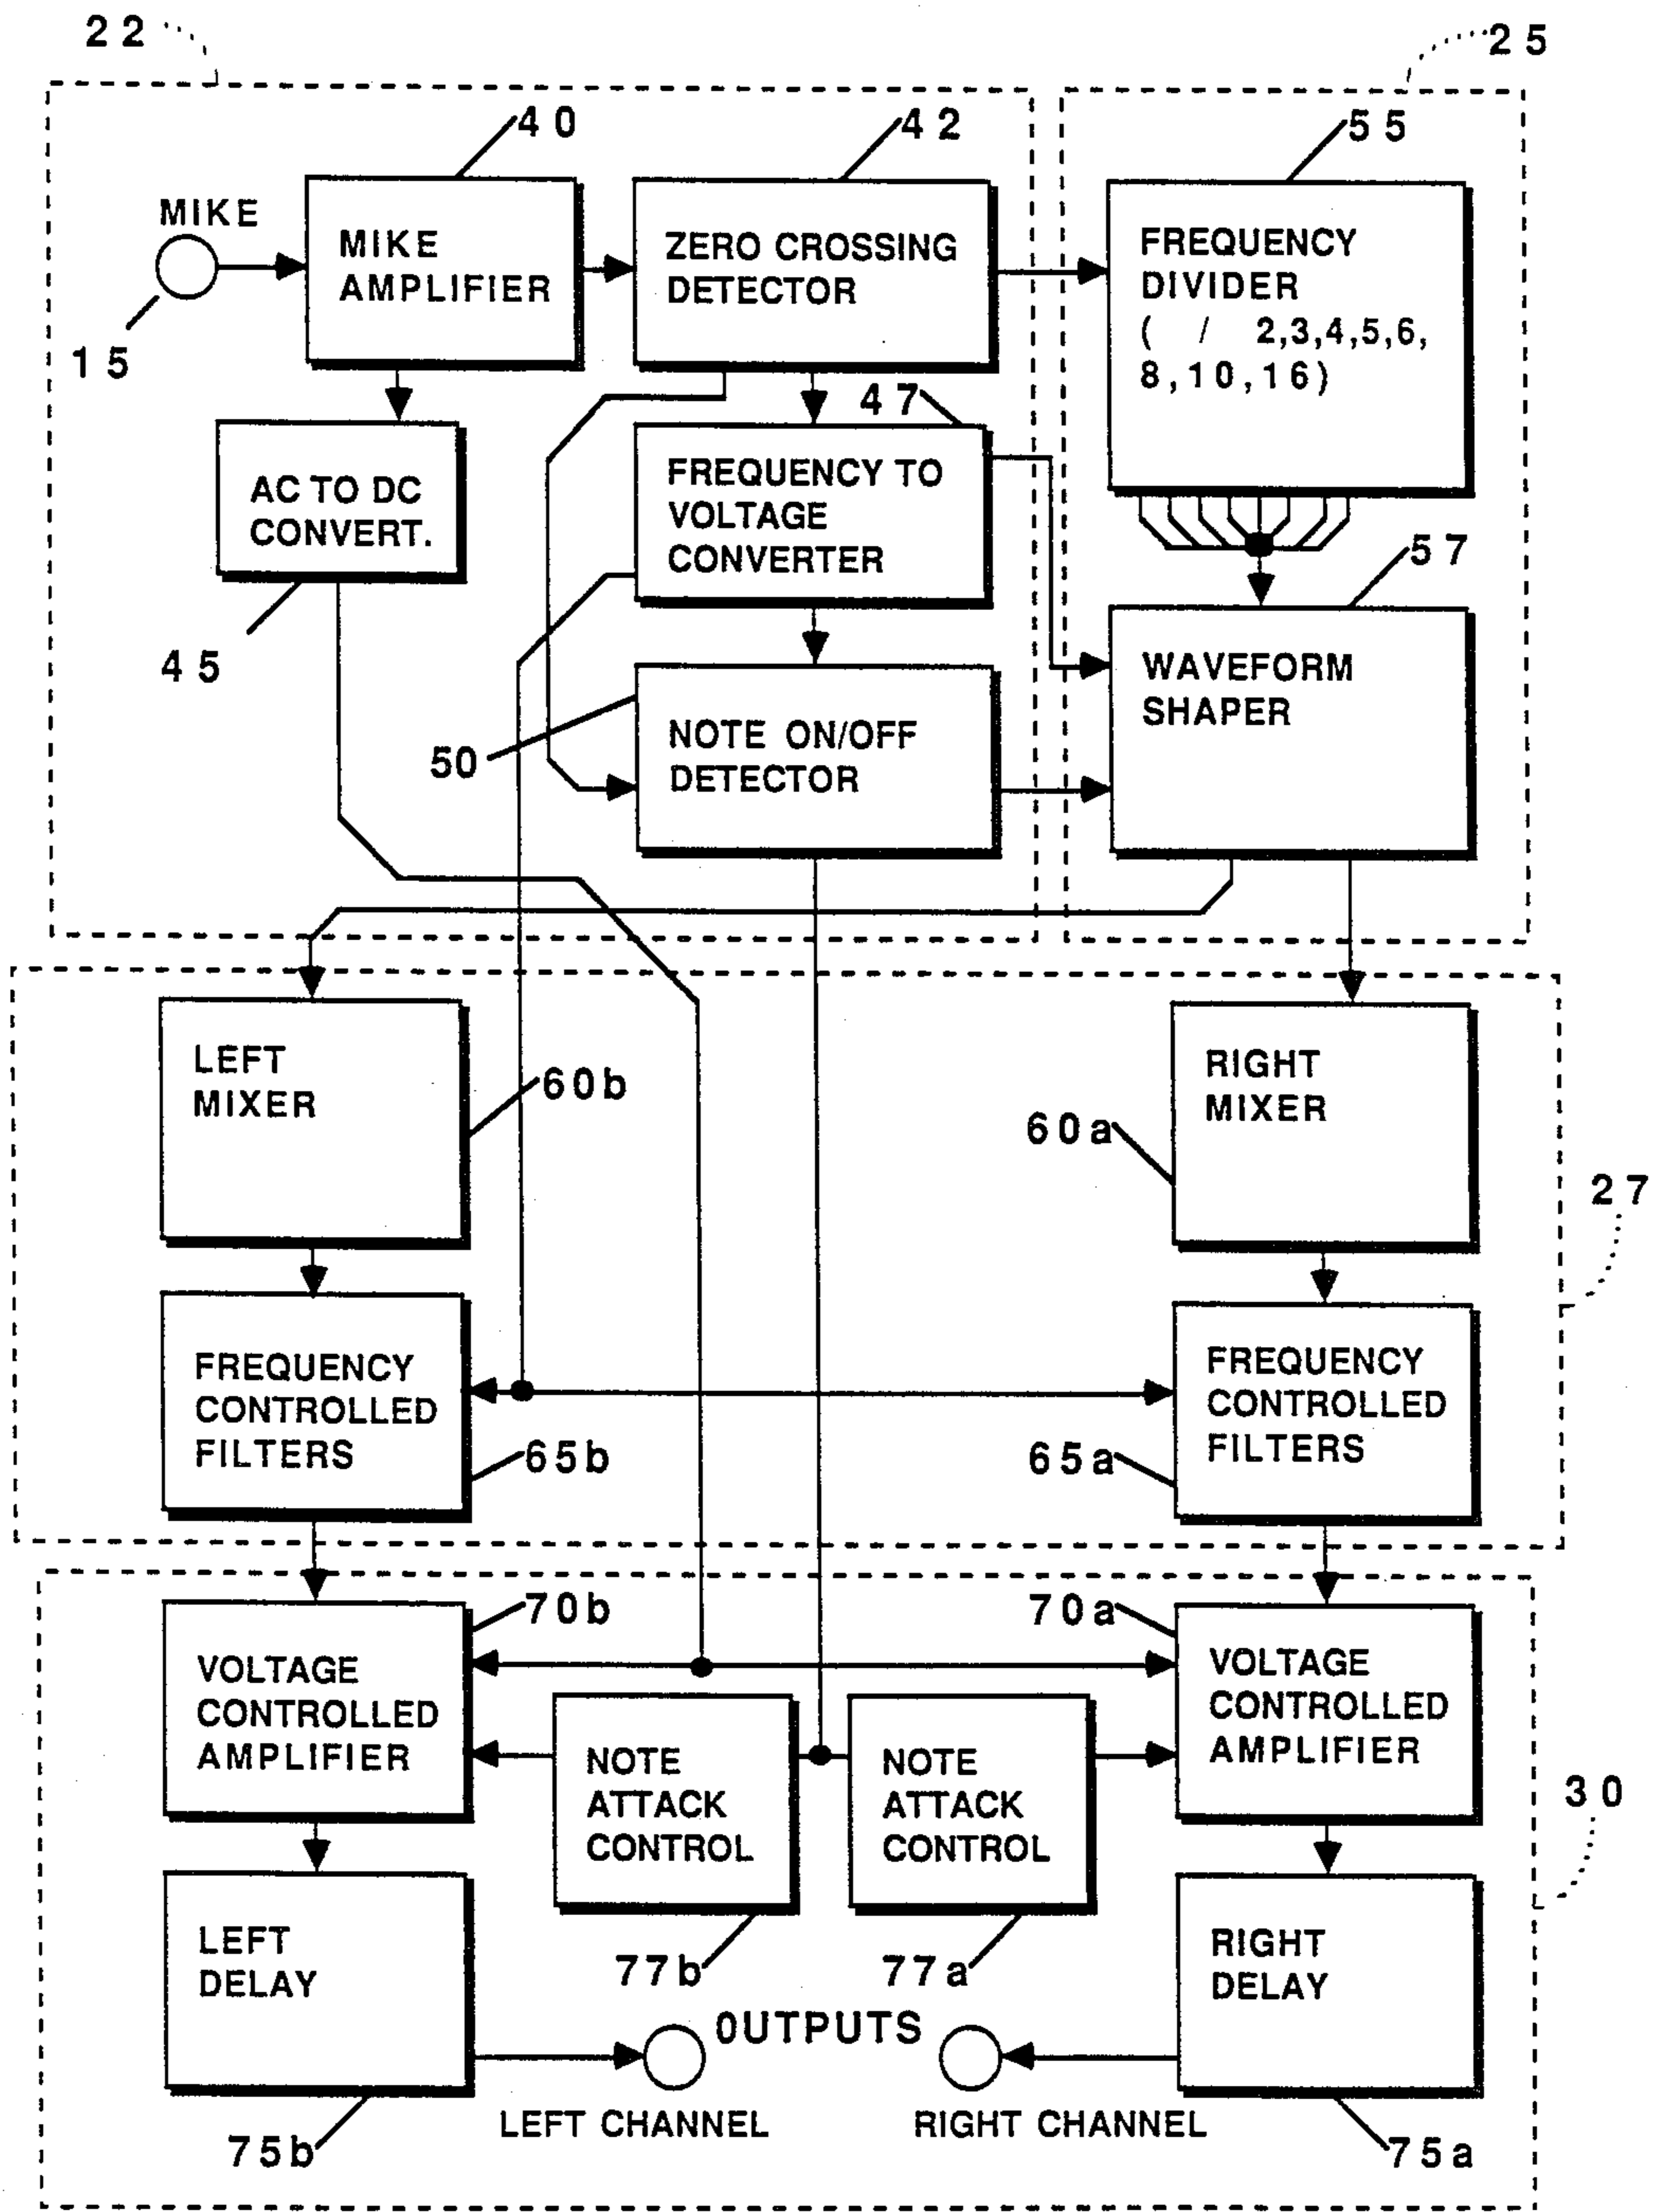 22
25
40
42
55
MIKE
MIKE
AMPLIFIER
ZERO CROSSING
DETECTOR
FREQUENCY
DIVIDER
( / 2,3,4,5,6,
8,10,16)
15
47
AC TO DC
CONVERT.
FREQUENCY TO
VOLTAGE
CONVERTER
57
45
WAVEFORM
SHAPER
50
NOTE ON/OFF
DETECTOR
LEFT
MIXER
60b
RIGHT
MIXER
60a
27
FREQUENCY
CONTROLLED
FILTERS
65b
FREQUENCY
CONTROLLED
FILTERS
65a
70b
70a
VOLTAGE
CONTROLLED
AMPLIFIER
VOLTAGE
CONTROLLED
AMPLIFIER
NOTE
ATTACK
CONTROL
NOTE
ATTACK
CONTROL
30
LEFT
DELAY
77b
77a
RIGHT
DELAY
OUTPUTS
LEFT CHANNEL
RIGHT CHANNEL
75b
75a